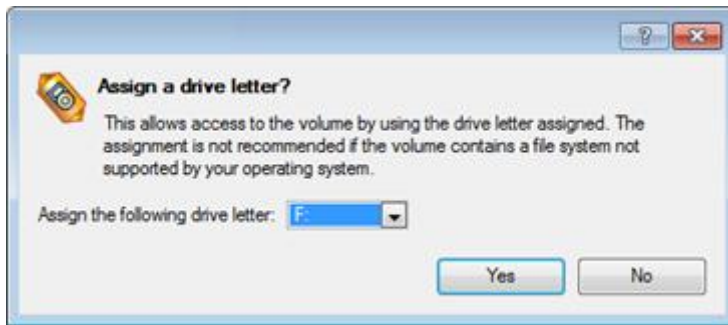 Assign a drive letter?
This allows access to the volume by using the drive letter assigned. The
assignment is not recommended if the volume contains a file system not
supported by your operating system.
Assign the following drive letter: F:
Yes No